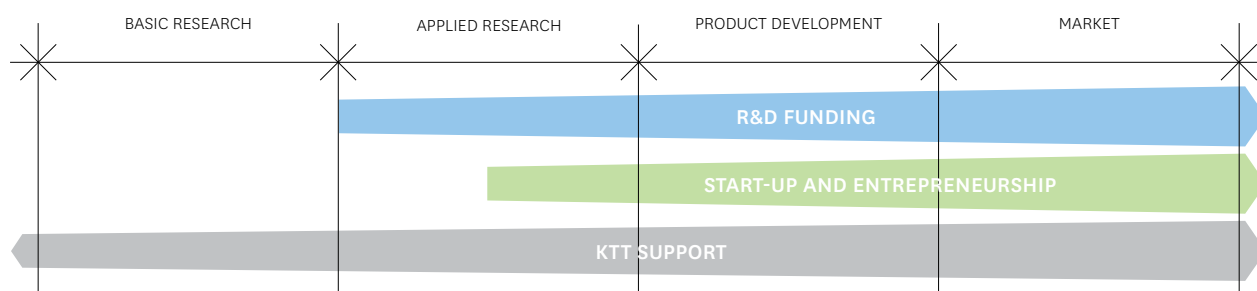 BASIC RESEARCH
APPLIED RESEARCH
PRODUCT DEVELOPMENT
MARKET
R&D FUNDING
START-UP AND ENTREPRENEURSHIP
KTT SUPPORT